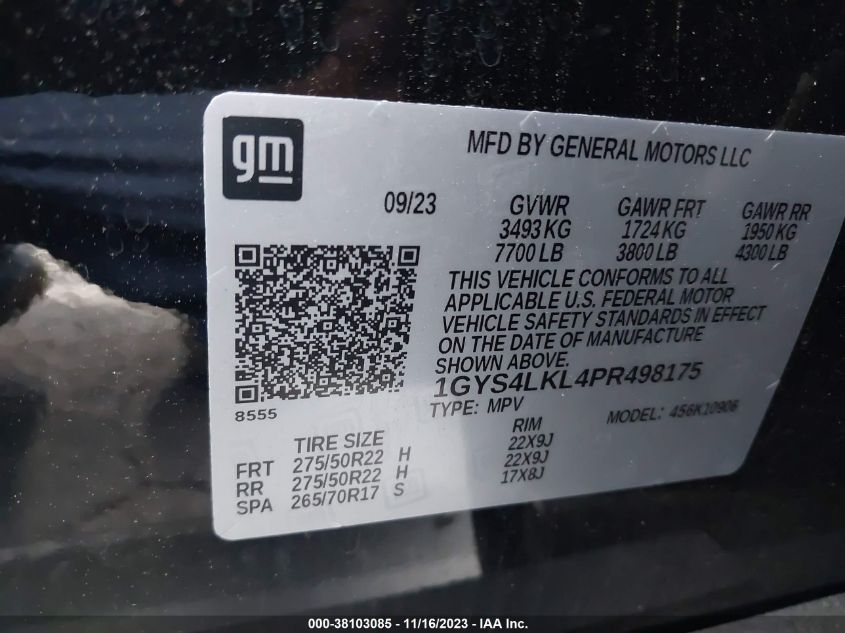 gm
MFD BY GENERAL MOTORS LLC
09/23 GVWR GAWR FRT GAWR RR
3493 KG 1724 KG 1950 KG
7700 LB 3800 LB 4300 LB
THIS VEHICLE CONFORMS TO ALL
APPLICABLE U.S. FEDERAL MOTOR
VEHICLE SAFETY STANDARDS IN EFFECT
ON THE DATE OF MANUFACTURE
SHOWN ABOVE.
1GYS4LKL4PR498175
8555
TYPE: MPV MODEL: 456K10906
TIRE SIZE RIM
FRT 275/50R22 H 22X9J
RR 275/50R22 H 22X9J
SPA 265/70R17 S 17X8J
000-38103085 - 11/16/2023 - IAA Inc.